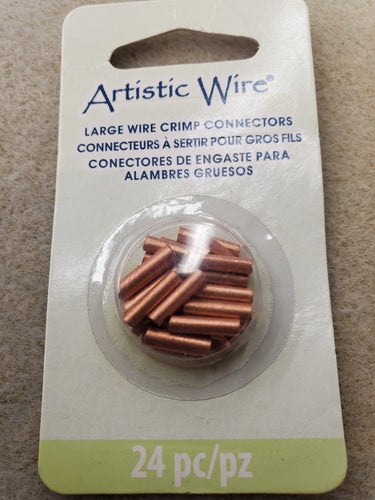 Artistic Wire®
LARGE WIRE CRIMP CONNECTORS
CONNECTEURS À SERTIR POUR GROS FILS
CONECTORES DE ENGASTE PARA
ALAMBRES GRUESOS
24 pc/pz